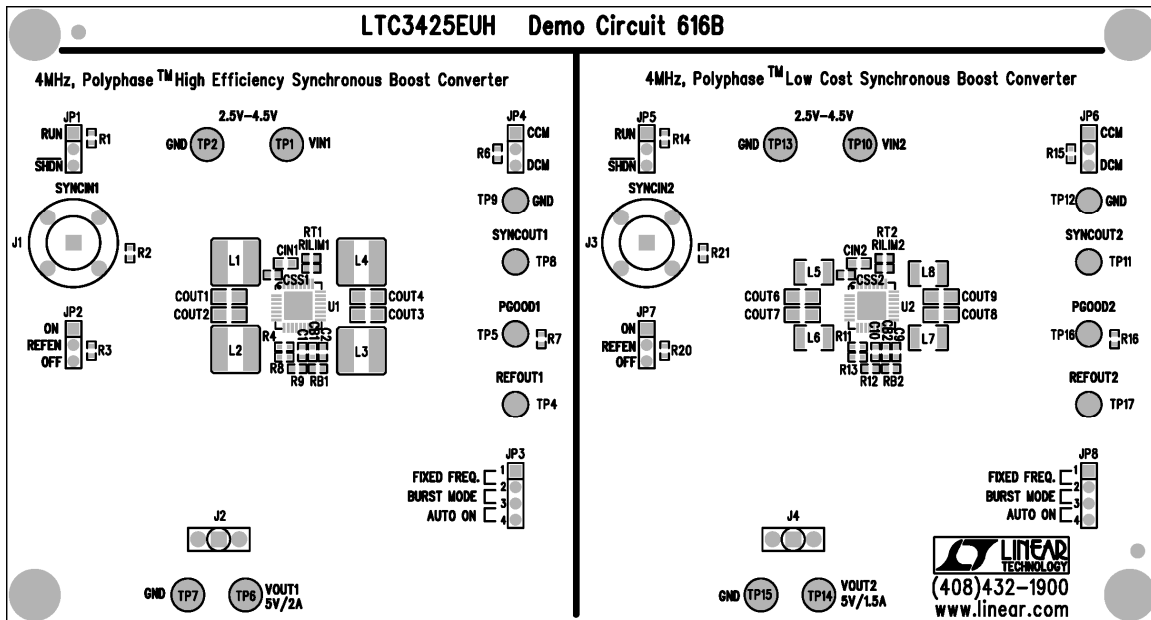 LTC3425EUH Demo Circuit 616B
4MHz, Polyphase TM High Efficiency Synchronous Boost Converter
JP1
RUN
R1
SHDN
2.5V-4.5V
GND
TP2
TP1
VIN1
JP4
CCM
R6
DCM
TP9
GND
SYNCIN1
J1
R2
SYNCOUT1
TP8
RT1
RILIM1
CIN1
CSS1
L1
L4
COUT1
COUT2
U1
COUT4
COUT3
PGOOD1
TP5
R7
JP2
ON
REFEN
OFF
R3
L2
L3
R4
C1
CB1
C2
R8
R9
RB1
REFOUT1
TP4
JP3
FIXED FREQ.
1
2
BURST MODE
3
AUTO ON
4
J2
GND
TP7
TP6
VOUT1
5V/2A
4MHz, Polyphase TM Low Cost Synchronous Boost Converter
JP5
RUN
R14
SHDN
2.5V-4.5V
GND
TP13
TP10
VIN2
JP6
CCM
R15
DCM
TP12
GND
SYNCIN2
J3
R21
SYNCOUT2
TP11
RT2
RILIM2
CIN2
CSS2
L5
L8
COUT6
COUT7
U2
COUT9
COUT8
PGOOD2
TP16
R16
JP7
ON
REFEN
OFF
R20
L6
L7
R11
C10
CB2
C9
R13
R12
RB2
REFOUT2
TP17
JP8
FIXED FREQ.
1
2
BURST MODE
3
AUTO ON
4
J4
GND
TP15
TP14
VOUT2
5V/1.5A
LINEAR
TECHNOLOGY
(408)432-1900
www.linear.com